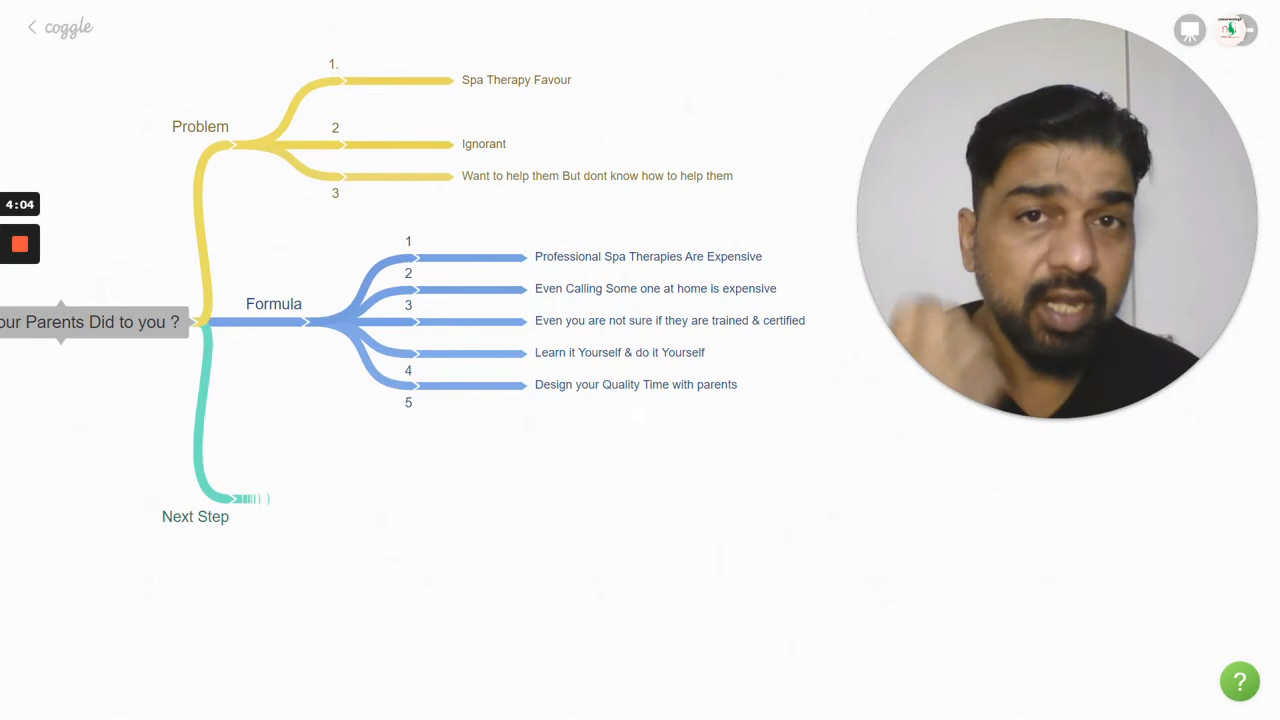 coggle
1.
Spa Therapy Favour
Problem
2
Ignorant
Want to help them But dont know how to help them
3
4:04
1
Professional Spa Therapies Are Expensive
2
Even Calling Some one at home is expensive
Formula
3
Even you are not sure if they are trained & certified
our Parents Did to you ?
Learn it Yourself & do it Yourself
4
Design your Quality Time with parents
5
Next Step
?